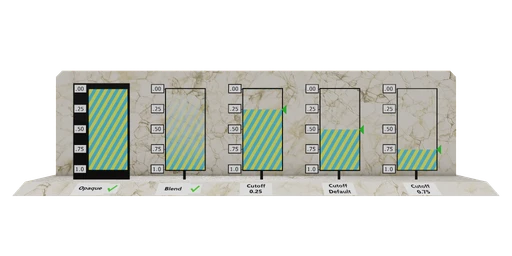 .00 .00 .00 .00 .00
.25 .25 .25 .25 .25
.50 .50 .50 .50 .50
.75 .75 .75 .75 .75
1.0 1.0 1.0 1.0 1.0
Opaque ✓ Blend ✓ Cutoff Cutoff Cutoff
0.25 Default 0.75